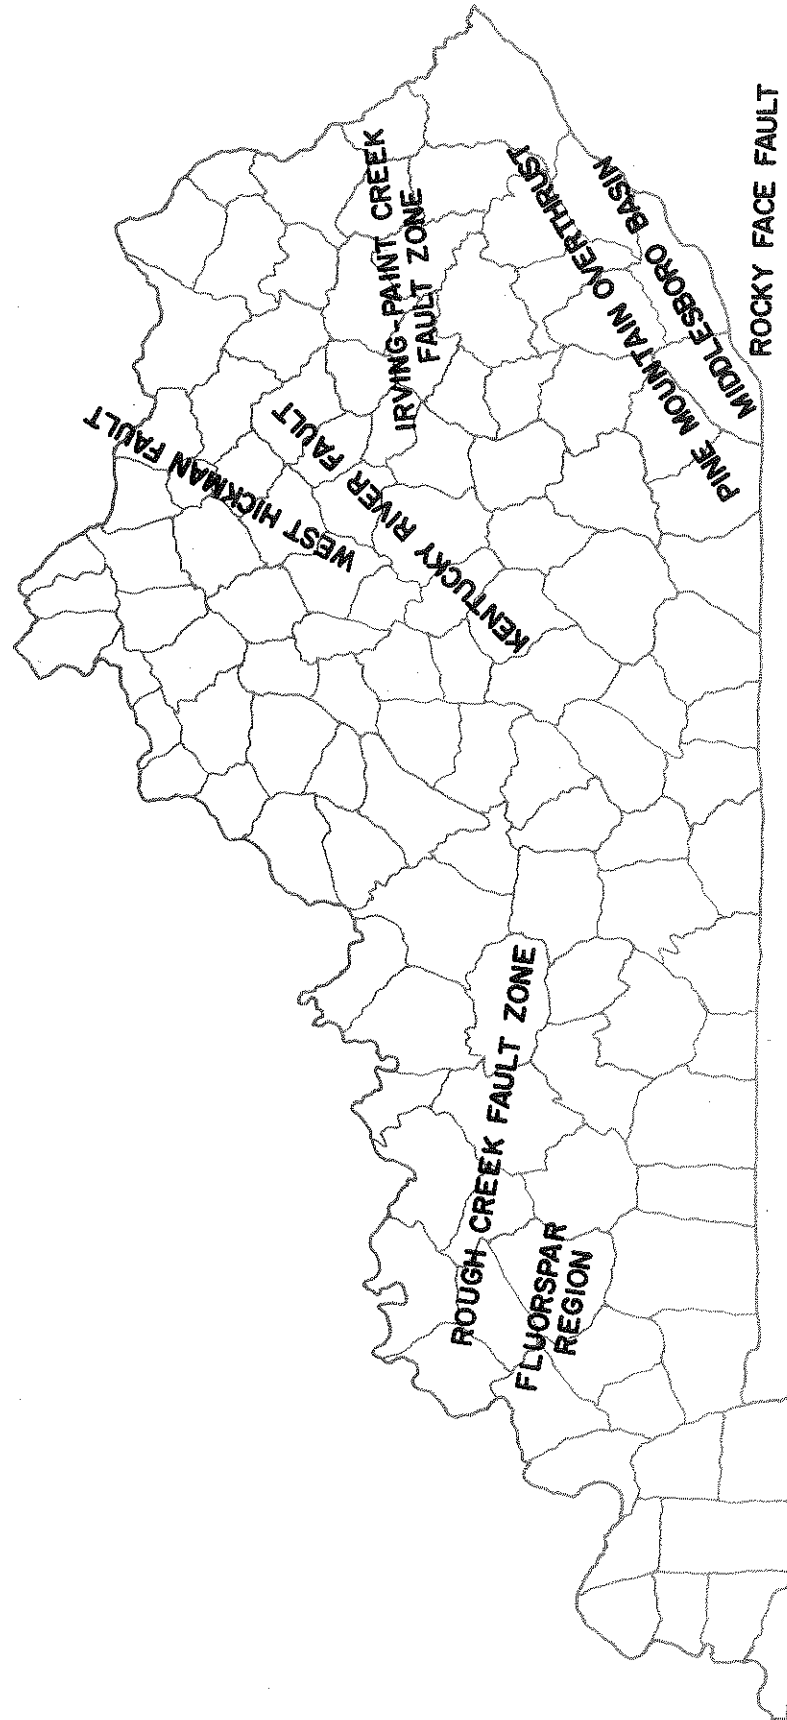 WEST HICKMAN FAULT
KENTUCKY RIVER FAULT
IRVING-PAINT CREEK
FAULT ZONE
PINE MOUNTAIN OVERTHRUST
MIDDLESBORO BASIN
ROCKY FACE FAULT
ROUGH CREEK FAULT ZONE
FLUORSPAR
REGION